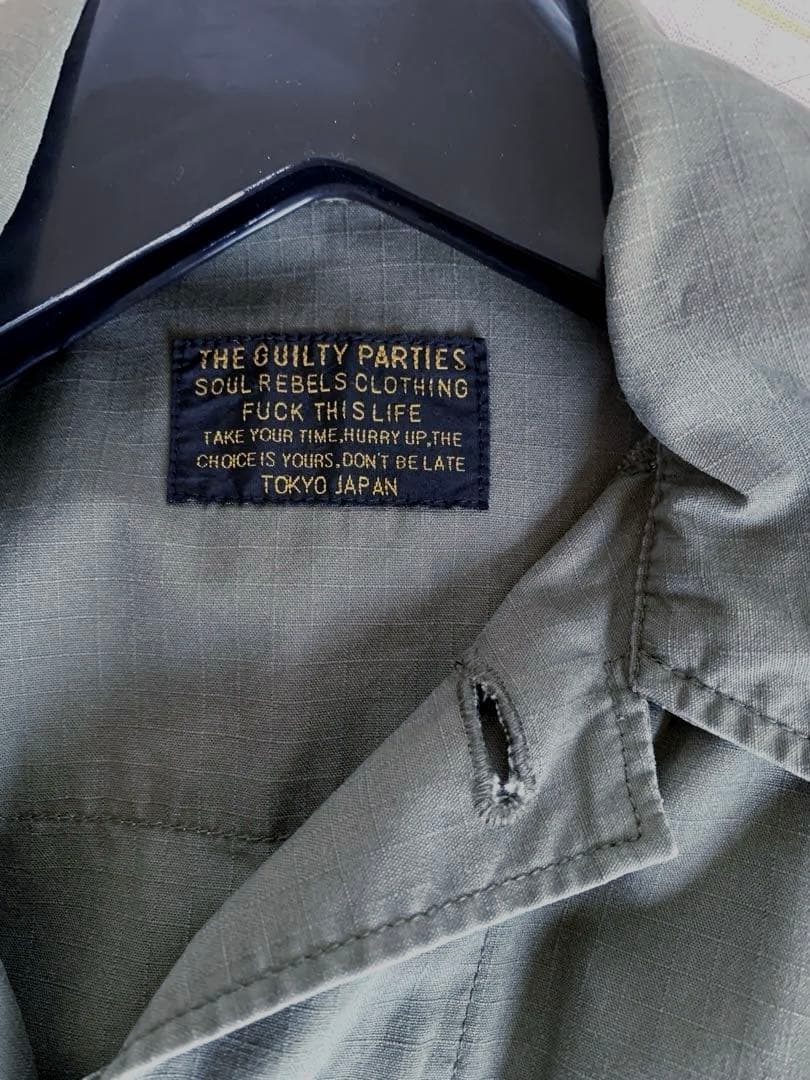 THE GUILTY PARTIES
SOUL REBELS CLOTHING
FUCK THIS LIFE
TAKE YOUR TIME,HURRY UP,THE
CHOICE IS YOURS,DON'T BE LATE
TOKYO JAPAN